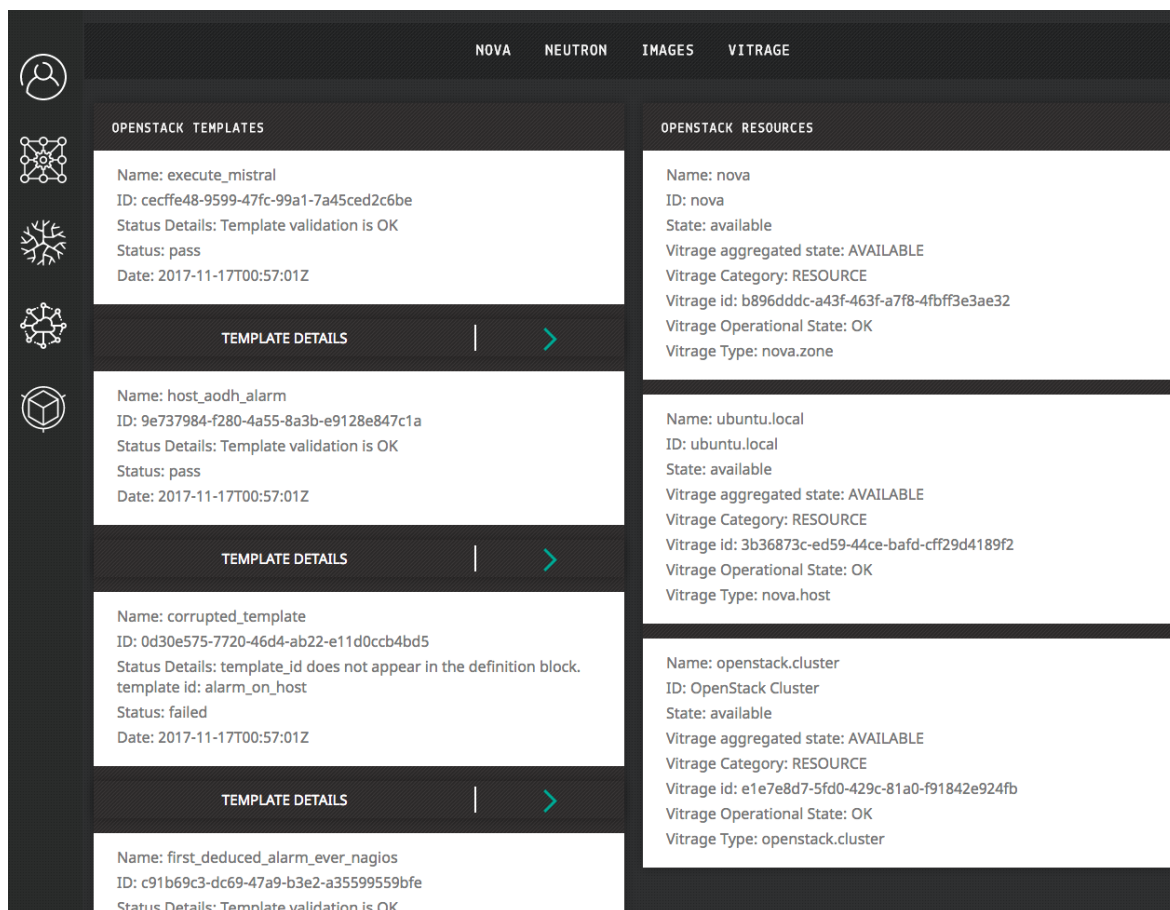 NOVA NEUTRON IMAGES VITRAGE
OPENSTACK TEMPLATES
Name: execute_mistral
ID: cecffe48-9599-47fc-99a1-7a45ced2c6be
Status Details: Template validation is OK
Status: pass
Date: 2017-11-17T00:57:01Z
TEMPLATE DETAILS
Name: host_aodh_alarm
ID: 9e737984-f280-4a55-8a3b-e9128e847c1a
Status Details: Template validation is OK
Status: pass
Date: 2017-11-17T00:57:01Z
TEMPLATE DETAILS
Name: corrupted_template
ID: 0d30e575-7720-46d4-ab22-e11d0ccb4bd5
Status Details: template_id does not appear in the definition block.
template id: alarm_on_host
Status: failed
Date: 2017-11-17T00:57:01Z
TEMPLATE DETAILS
Name: first_deduced_alarm_ever_nagios
ID: c91b69c3-dc69-47a9-b3e2-a35599559bfe
Status Details: Template validation is OK
OPENSTACK RESOURCES
Name: nova
ID: nova
State: available
Vitrage aggregated state: AVAILABLE
Vitrage Category: RESOURCE
Vitrage id: b896dddc-a43f-463f-a7f8-4fbff3e3ae32
Vitrage Operational State: OK
Vitrage Type: nova.zone
Name: ubuntu.local
ID: ubuntu.local
State: available
Vitrage aggregated state: AVAILABLE
Vitrage Category: RESOURCE
Vitrage id: 3b36873c-ed59-44ce-bafd-cff29d4189f2
Vitrage Operational State: OK
Vitrage Type: nova.host
Name: openstack.cluster
ID: OpenStack Cluster
State: available
Vitrage aggregated state: AVAILABLE
Vitrage Category: RESOURCE
Vitrage id: e1e7e8d7-5fd0-429c-81a0-f91842e924fb
Vitrage Operational State: OK
Vitrage Type: openstack.cluster